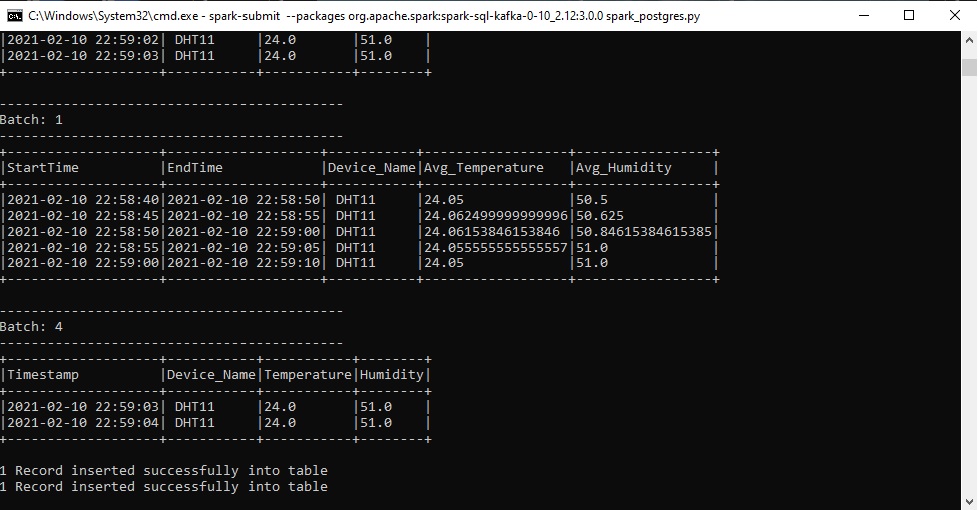 C:\Windows\System32\cmd.exe - spark-submit --packages org.apache.spark:spark-sql-kafka-0-10_2.12:3.0.0 spark_postgres.py
|2021-02-10 22:59:02| DHT11     |24.0       |51.0    |
|2021-02-10 22:59:03| DHT11     |24.0       |51.0    |
+-------------------+-----------+-----------+--------+
-------------------------------------------
Batch: 1
-------------------------------------------
+-------------------+-------------------+-----------+------------------+-----------------+
|StartTime          |EndTime            |Device_Name|Avg_Temperature   |Avg_Humidity     |
+-------------------+-------------------+-----------+------------------+-----------------+
|2021-02-10 22:58:40|2021-02-10 22:58:50| DHT11     |24.05             |50.5             |
|2021-02-10 22:58:45|2021-02-10 22:58:55| DHT11     |24.062499999999996|50.625           |
|2021-02-10 22:58:50|2021-02-10 22:59:00| DHT11     |24.06153846153846 |50.84615384615385|
|2021-02-10 22:58:55|2021-02-10 22:59:05| DHT11     |24.055555555555557|51.0             |
|2021-02-10 22:59:00|2021-02-10 22:59:10| DHT11     |24.05             |51.0             |
+-------------------+-------------------+-----------+------------------+-----------------+
-------------------------------------------
Batch: 4
-------------------------------------------
+-------------------+-----------+-----------+--------+
|Timestamp          |Device_Name|Temperature|Humidity|
+-------------------+-----------+-----------+--------+
|2021-02-10 22:59:03| DHT11     |24.0       |51.0    |
|2021-02-10 22:59:04| DHT11     |24.0       |51.0    |
+-------------------+-----------+-----------+--------+
1 Record inserted successfully into table
1 Record inserted successfully into table